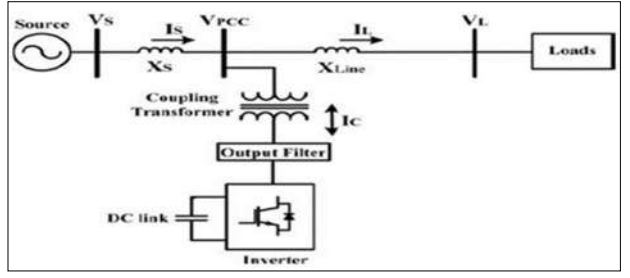 Source
VS
IS
VPCC
IL
VL
XS
XLine
Loads
Coupling
Transformer
IC
Output Filter
DC link
Inverter